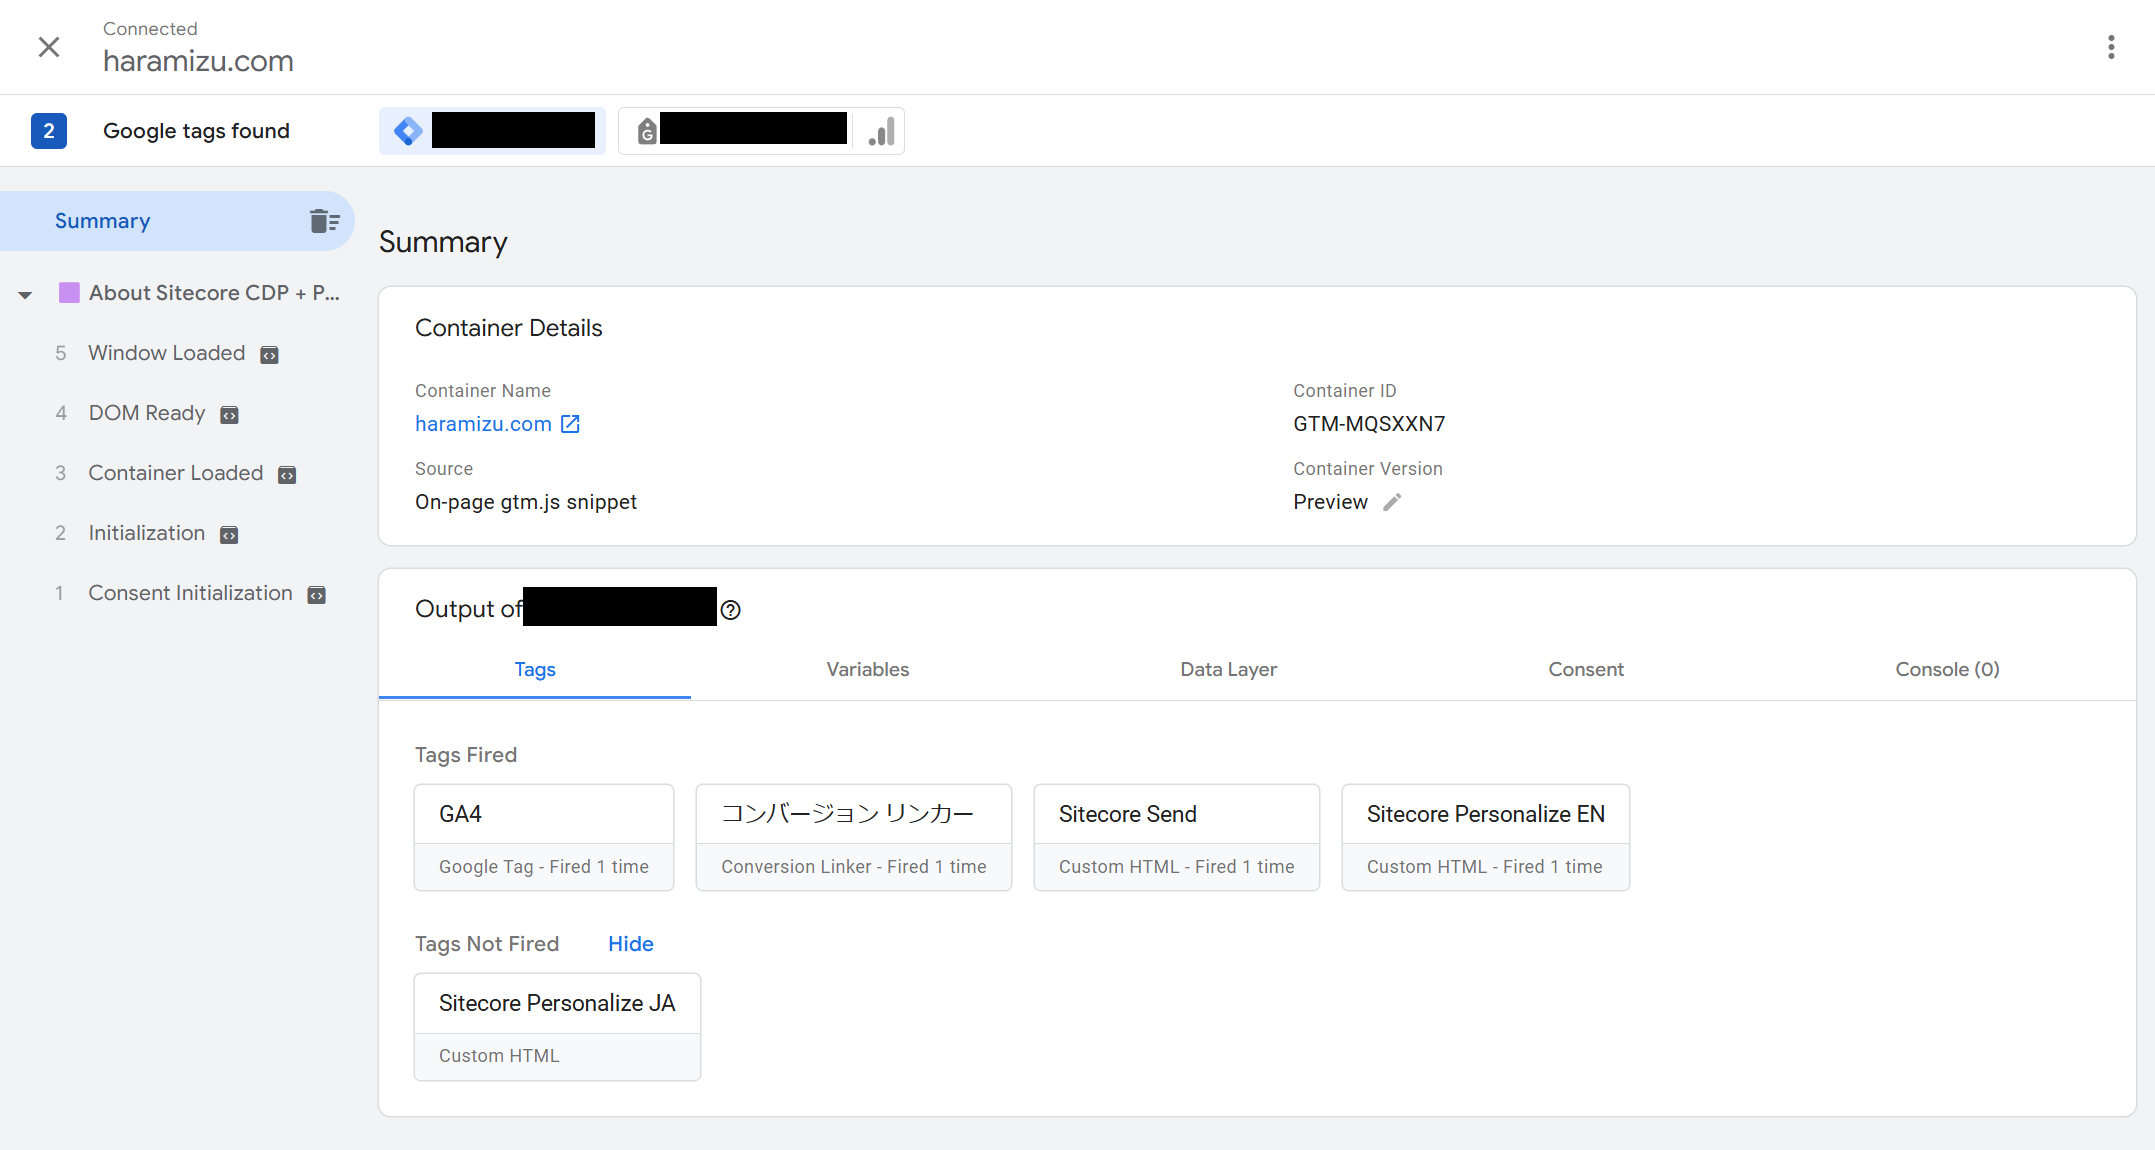 Connected
haramizu.com
2 Google tags found
Summary
About Sitecore CDP + P...
5 Window Loaded
4 DOM Ready
3 Container Loaded
2 Initialization
1 Consent Initialization
Summary
Container Details
Container Name
Container ID
haramizu.com
GTM-MQSXXN7
Source
Container Version
On-page gtm.js snippet
Preview
Output of
Tags Variables Data Layer Consent Console (0)
Tags Fired
GA4
Google Tag - Fired 1 time
コンバージョン リンカー
Conversion Linker - Fired 1 time
Sitecore Send
Custom HTML - Fired 1 time
Sitecore Personalize EN
Custom HTML - Fired 1 time
Tags Not Fired Hide
Sitecore Personalize JA
Custom HTML